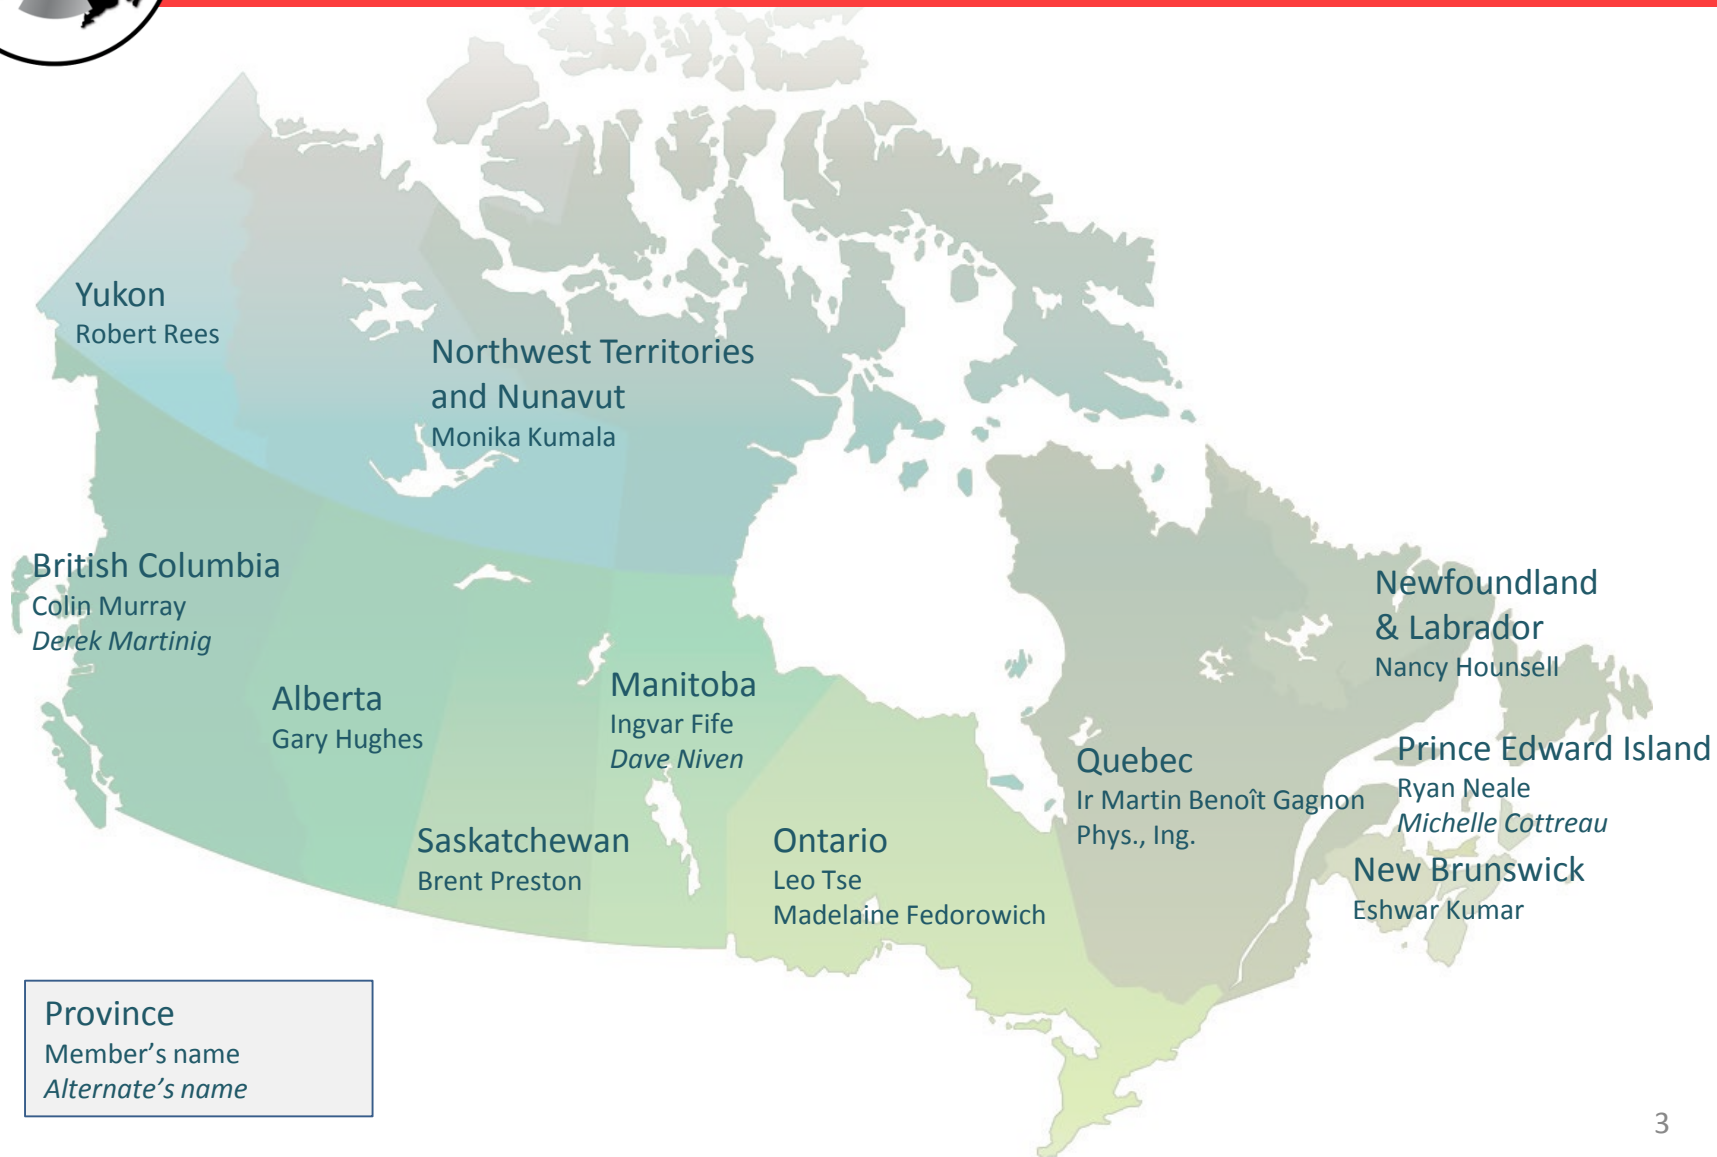 Yukon
Robert Rees
Northwest Territories
and Nunavut
Monika Kumala
British Columbia
Colin Murray
Derek Martinig
Alberta
Gary Hughes
Saskatchewan
Brent Preston
Manitoba
Ingvar Fife
Dave Niven
Ontario
Leo Tse
Madelaine Fedorowich
Quebec
Ir Martin Benoît Gagnon
Phys., Ing.
Newfoundland
& Labrador
Nancy Hounsell
Prince Edward Island
Ryan Neale
Michelle Cottreau
New Brunswick
Eshwar Kumar
Province
Member’s name
Alternate’s name
3